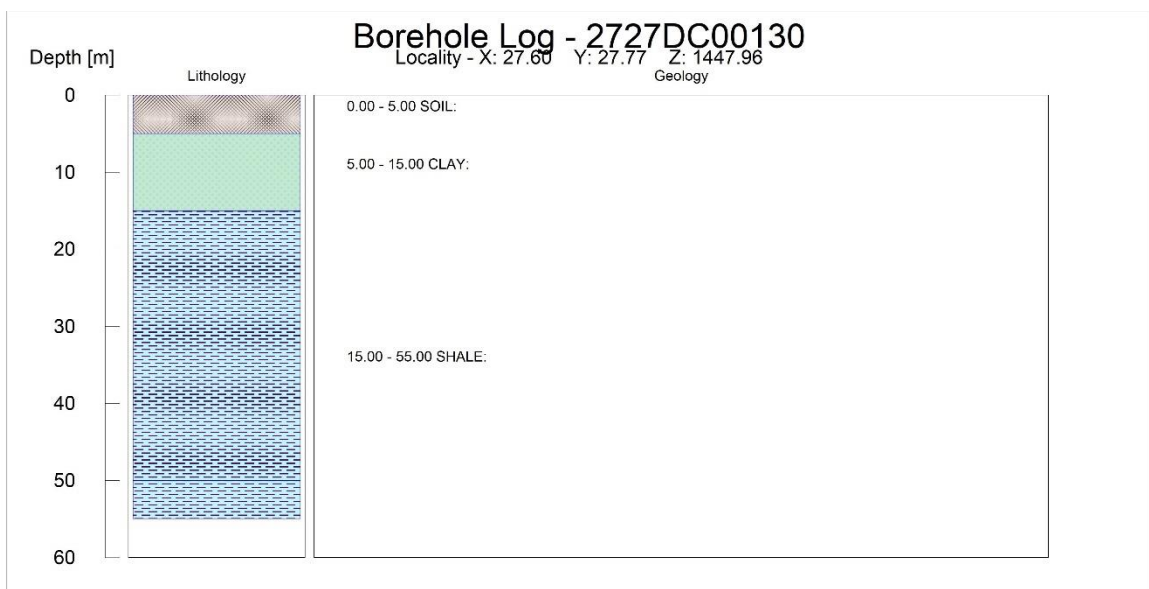 Borehole Log - 2727DC00130
Locality - X: 27.60 Y: 27.77 Z: 1447.96
Depth [m]
Lithology
Geology
0
0.00 - 5.00 SOIL:
10
5.00 - 15.00 CLAY:
20
30
15.00 - 55.00 SHALE:
40
50
60